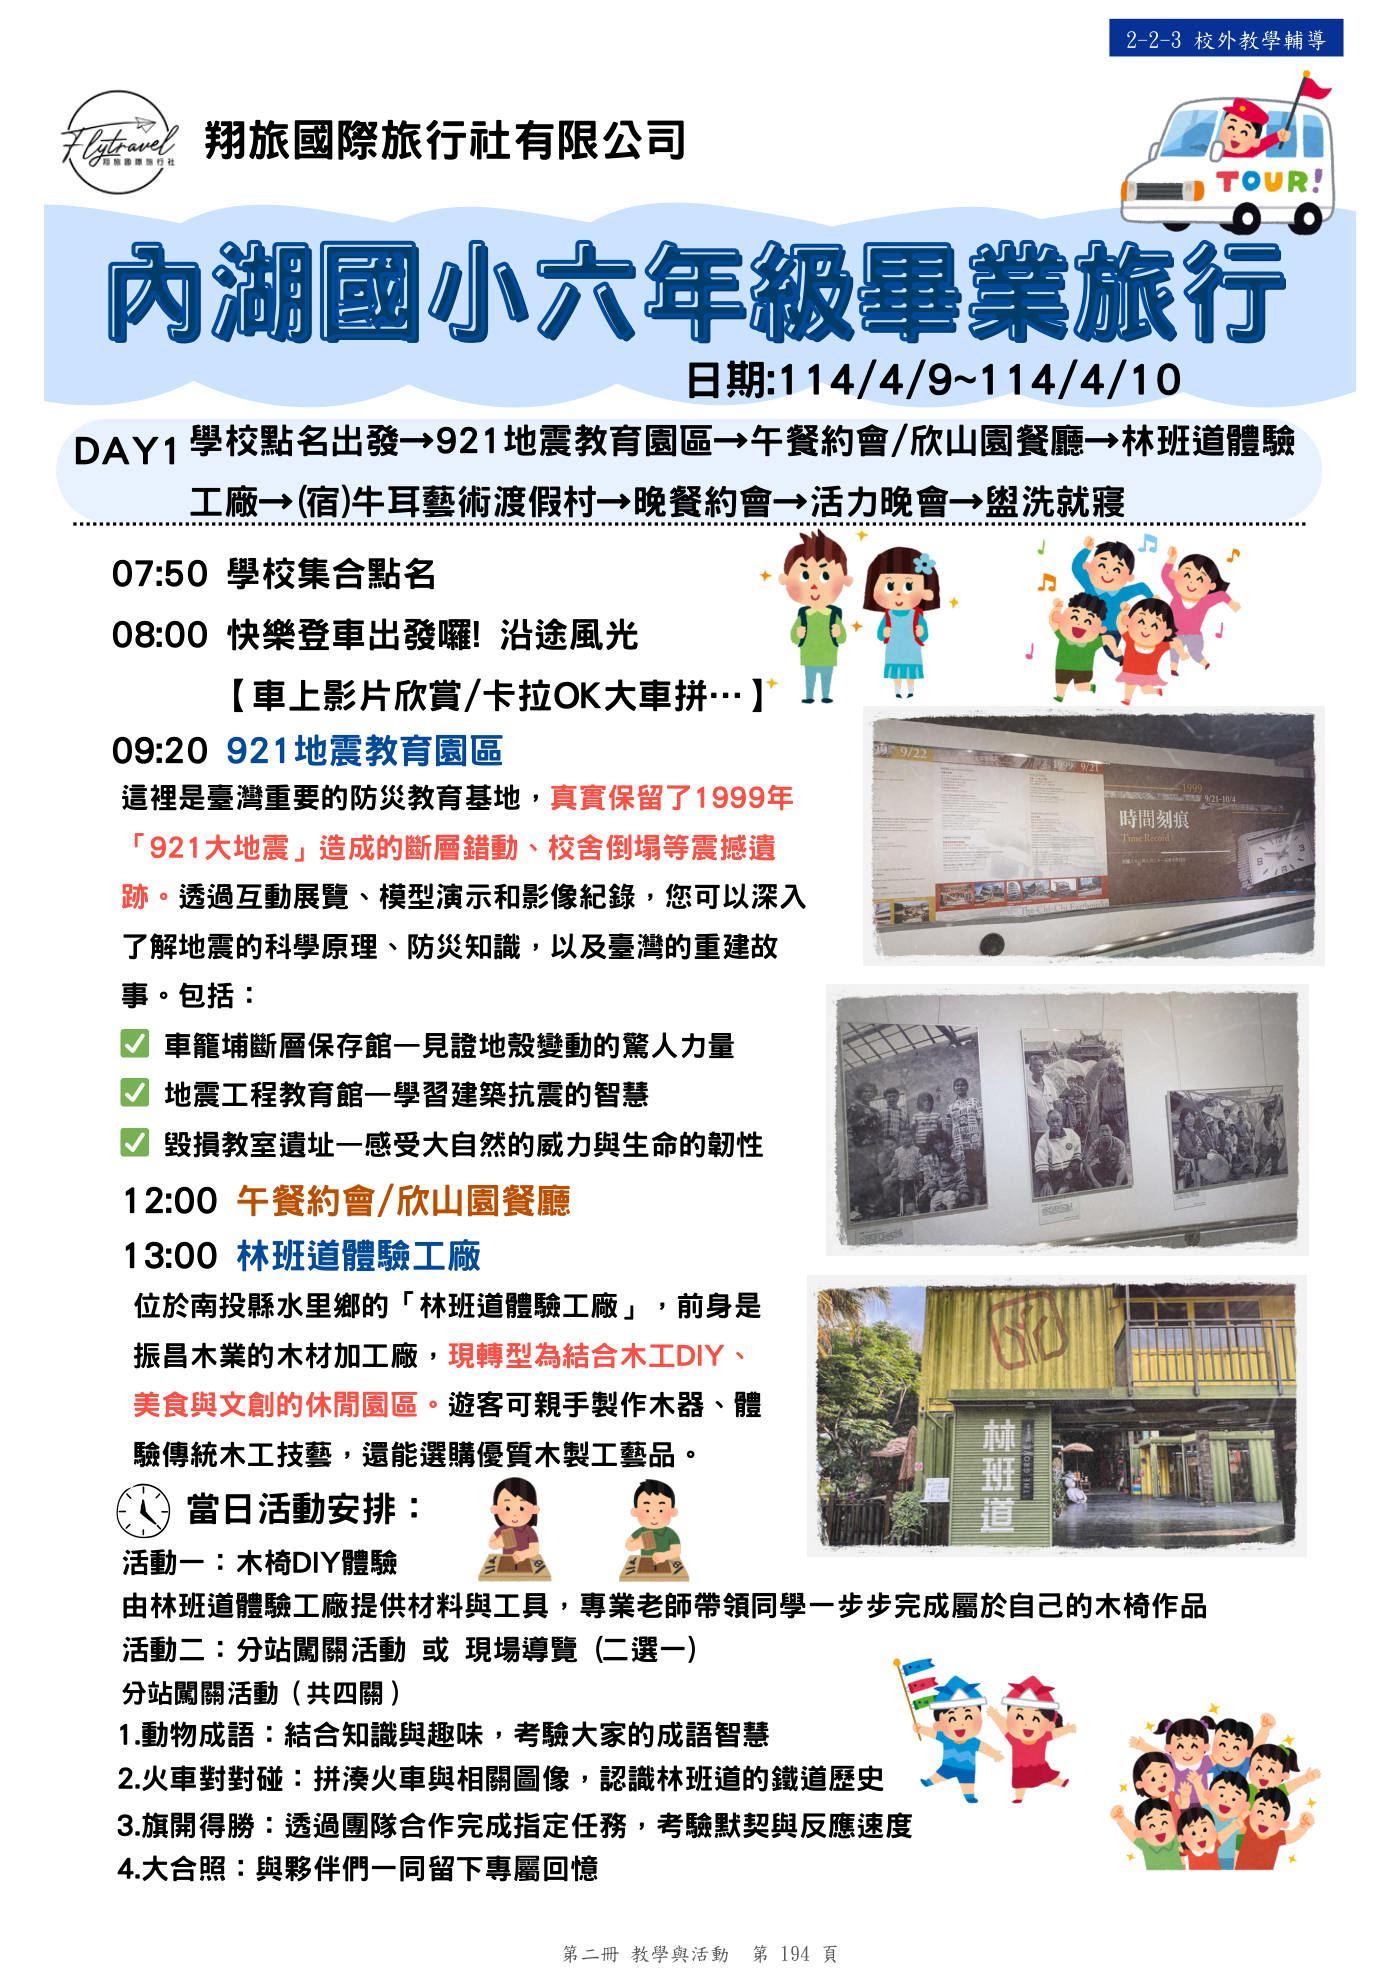 2-2-3 校外教學輔導
Flytravel
翔旅國際旅行社
翔旅國際旅行社有限公司
TOUR!
內湖國小六年級畢業旅行
日期:114/4/9~114/4/10
DAY1 學校點名出發→921地震教育園區→午餐約會/欣山園餐廳→林班道體驗
工廠→(宿)牛耳藝術渡假村→晚餐約會→活力晚會→盥洗就寢
07:50 學校集合點名
08:00 快樂登車出發囉! 沿途風光
【車上影片欣賞/卡拉OK大車拼…】
09:20 921地震教育園區
這裡是臺灣重要的防災教育基地，真實保留了1999年
「921大地震」造成的斷層錯動、校舍倒塌等震撼遺
跡。透過互動展覽、模型演示和影像紀錄，您可以深入
了解地震的科學原理、防災知識，以及臺灣的重建故
事。包括：
✅ 車籠埔斷層保存館—見證地殼變動的驚人力量
✅ 地震工程教育館—學習建築抗震的智慧
✅ 毀損教室遺址—感受大自然的威力與生命的韌性
99 9/22
1999 9/21
1999
9/21-10/4
時間刻痕
Time Record
12:00 午餐約會/欣山園餐廳
13:00 林班道體驗工廠
位於南投縣水里鄉的「林班道體驗工廠」，前身是
振昌木業的木材加工廠，現轉型為結合木工DIY、
美食與文創的休閒園區。遊客可親手製作木器、體
驗傳統木工技藝，還能選購優質木製工藝品。
林班道
THE GROVE
當日活動安排：
活動一：木椅DIY體驗
由林班道體驗工廠提供材料與工具，專業老師帶領同學一步步完成屬於自己的木椅作品
活動二：分站闖關活動 或 現場導覽 (二選一)
分站闖關活動（共四關）
1.動物成語：結合知識與趣味，考驗大家的成語智慧
2.火車對對碰：拼湊火車與相關圖像，認識林班道的鐵道歷史
3.旗開得勝：透過團隊合作完成指定任務，考驗默契與反應速度
4.大合照：與夥伴們一同留下專屬回憶
第二冊 教學與活動 第 194 頁